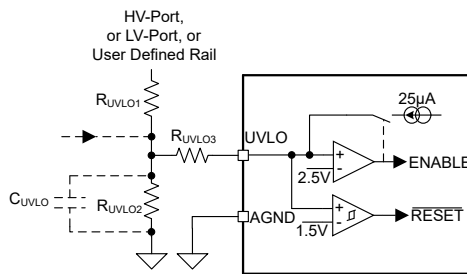 HV-Port,
or LV-Port, or
User Defined Rail
RUVLO1
25µA
RUVLO3
UVLO
ENABLE
2.5V
CUVLO
RUVLO2
AGND
RESET
1.5V